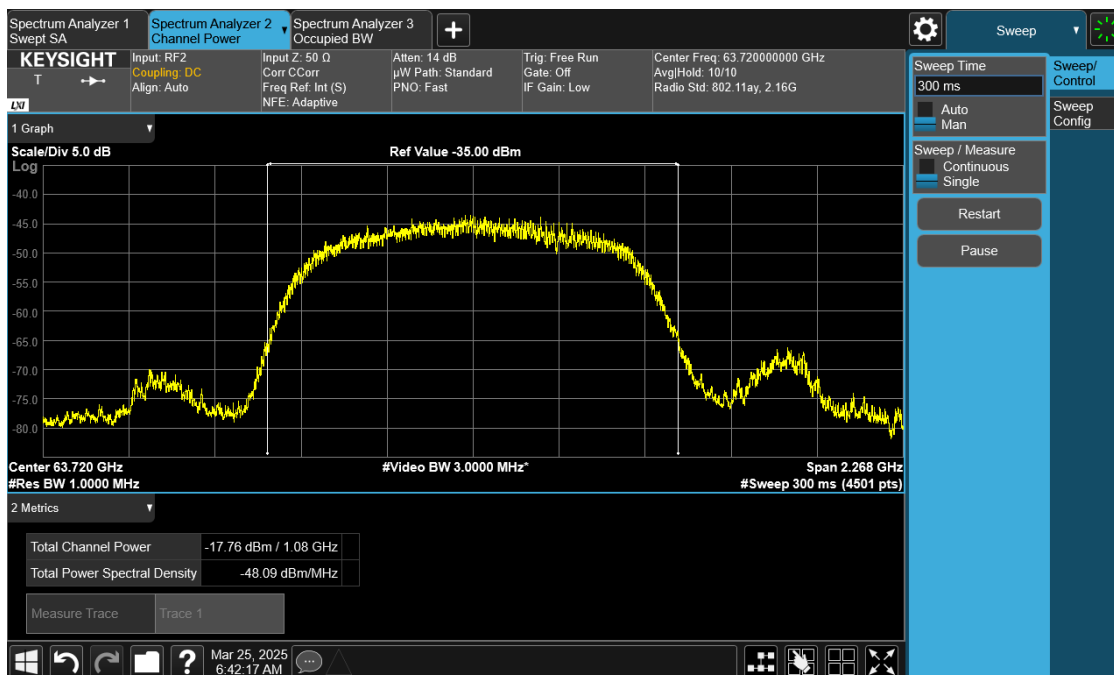 Spectrum Analyzer 1
Swept SA
Spectrum Analyzer 2
Channel Power
Spectrum Analyzer 3
Occupied BW
Sweep
KEYSIGHT
T
LXI
Input: RF2
Coupling: DC
Align: Auto
Input Z: 50 Ω
Corr CCorr
Freq Ref: Int (S)
NFE: Adaptive
Atten: 14 dB
µW Path: Standard
PNO: Fast
Trig: Free Run
Gate: Off
IF Gain: Low
Center Freq: 63.720000000 GHz
Avg|Hold: 10/10
Radio Std: 802.11ay, 2.16G
Sweep Time
300 ms
Auto
Man
Sweep / Measure
Continuous
Single
Restart
Pause
Sweep/
Control
Sweep
Config
1 Graph
Scale/Div 5.0 dB
Ref Value -35.00 dBm
Log
-40.0
-45.0
-50.0
-55.0
-60.0
-65.0
-70.0
-75.0
-80.0
Center 63.720 GHz
#Video BW 3.0000 MHz*
Span 2.268 GHz
#Res BW 1.0000 MHz
#Sweep 300 ms (4501 pts)
2 Metrics
Total Channel Power -17.76 dBm / 1.08 GHz
Total Power Spectral Density -48.09 dBm/MHz
Measure Trace Trace 1
?
Mar 25, 2025
6:42:17 AM